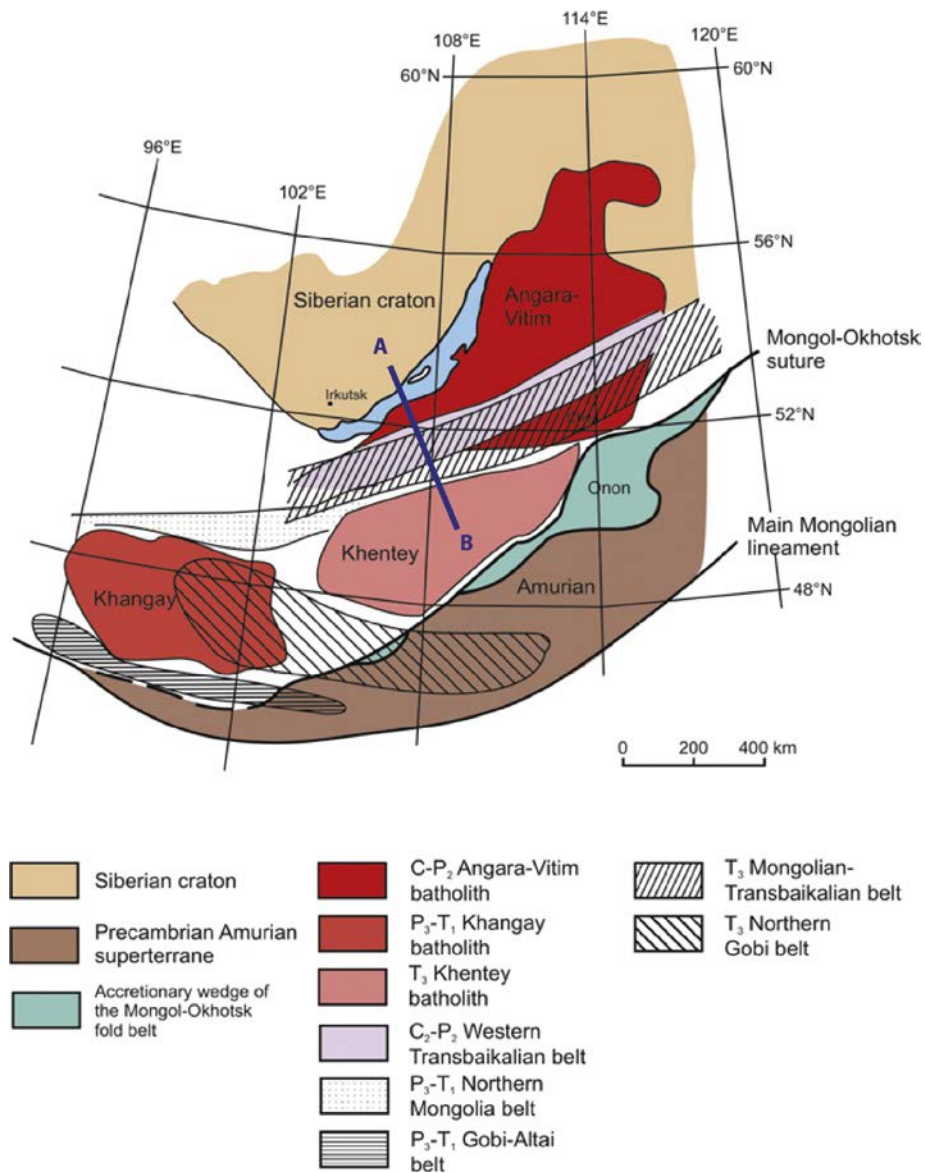 114°E
120°E
108°E
60°N
60°N
96°E
102°E
56°N
Siberian craton
Angara-
Vitim
A
Mongol-Okhotsk
suture
Irkutsk
52°N
Onon
Main Mongolian
lineament
B
Khentey
Amurian
48°N
Khangay
0 200 400 km
Siberian craton
Precambrian Amurian
superterrane
Accretionary wedge of
the Mongol-Okhotsk
fold belt
C-P₂ Angara-Vitim
batholith
P₃-T₁ Khangay
batholith
T₃ Khentey
batholith
C₂-P₂ Western
Transbaikalian belt
P₃-T₁ Northern
Mongolia belt
P₃-T₁ Gobi-Altai
belt
T₃ Mongolian-
Transbaikalian belt
T₃ Northern
Gobi belt